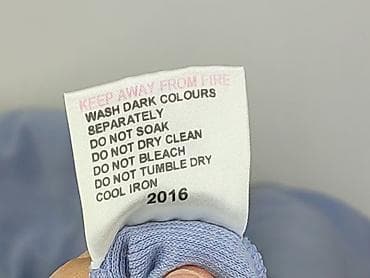 KEEP AWAY FROM FIRE
WASH DARK COLOURS
SEPARATELY
DO NOT SOAK
DO NOT DRY CLEAN
DO NOT BLEACH
DO NOT TUMBLE DRY
COOL IRON
2016